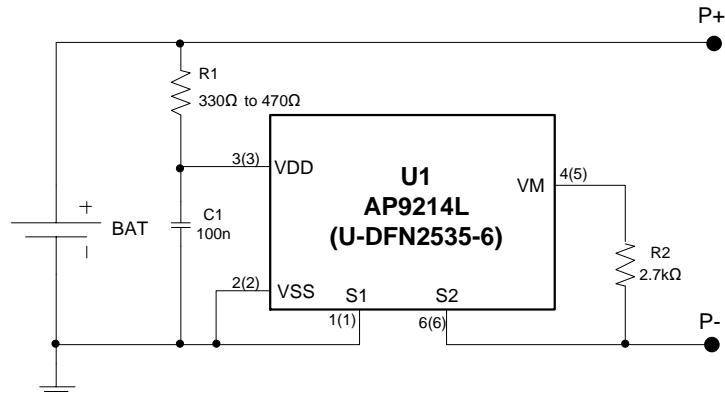 P+
R1
330Ω to 470Ω
3(3)
VDD
U1
AP9214L
(U-DFN2535-6)
VM
4(5)
+
BAT
-
C1
100n
R2
2.7kΩ
2(2)
VSS
S1
S2
1(1)
6(6)
P-